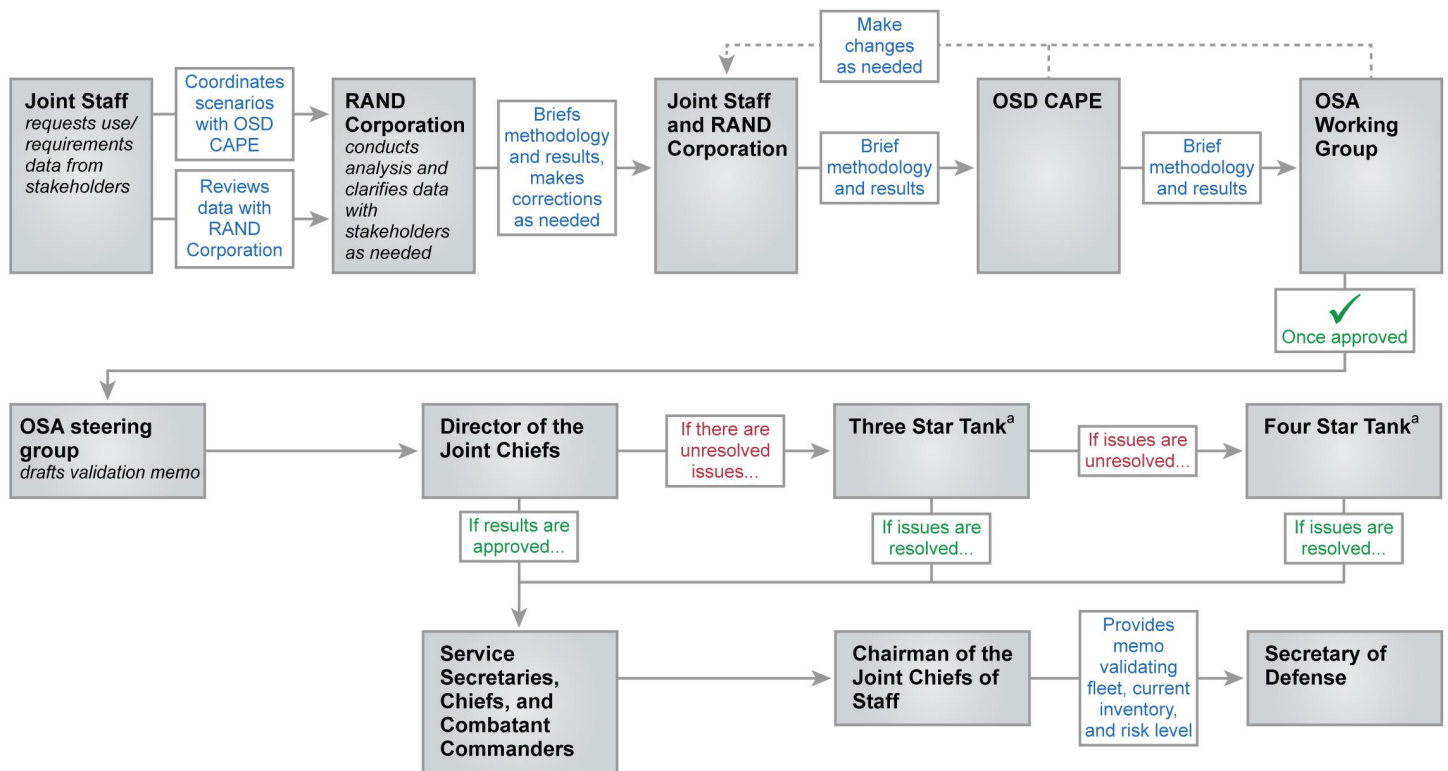 Make
changes
as needed
Joint Staff
requests use/
requirements
data from
stakeholders
Coordinates
scenarios
with OSD
CAPE
Reviews
data with
RAND
Corporation
RAND
Corporation
conducts
analysis and
clarifies data
with
stakeholders
as needed
Briefs
methodology
and results,
makes
corrections
as needed
Joint Staff
and RAND
Corporation
Brief
methodology
and results
OSD CAPE
Brief
methodology
and results
OSA
Working
Group
Once approved
OSA steering
group
drafts validation memo
Director of the
Joint Chiefs
If there are
unresolved
issues...
Three Star Tankᵃ
If issues are
unresolved...
Four Star Tankᵃ
If results are
approved...
If issues are
resolved...
If issues are
resolved...
Service
Secretaries,
Chiefs, and
Combatant
Commanders
Chairman of the
Joint Chiefs of
Staff
Provides
memo
validating
fleet, current
inventory,
and risk level
Secretary of
Defense